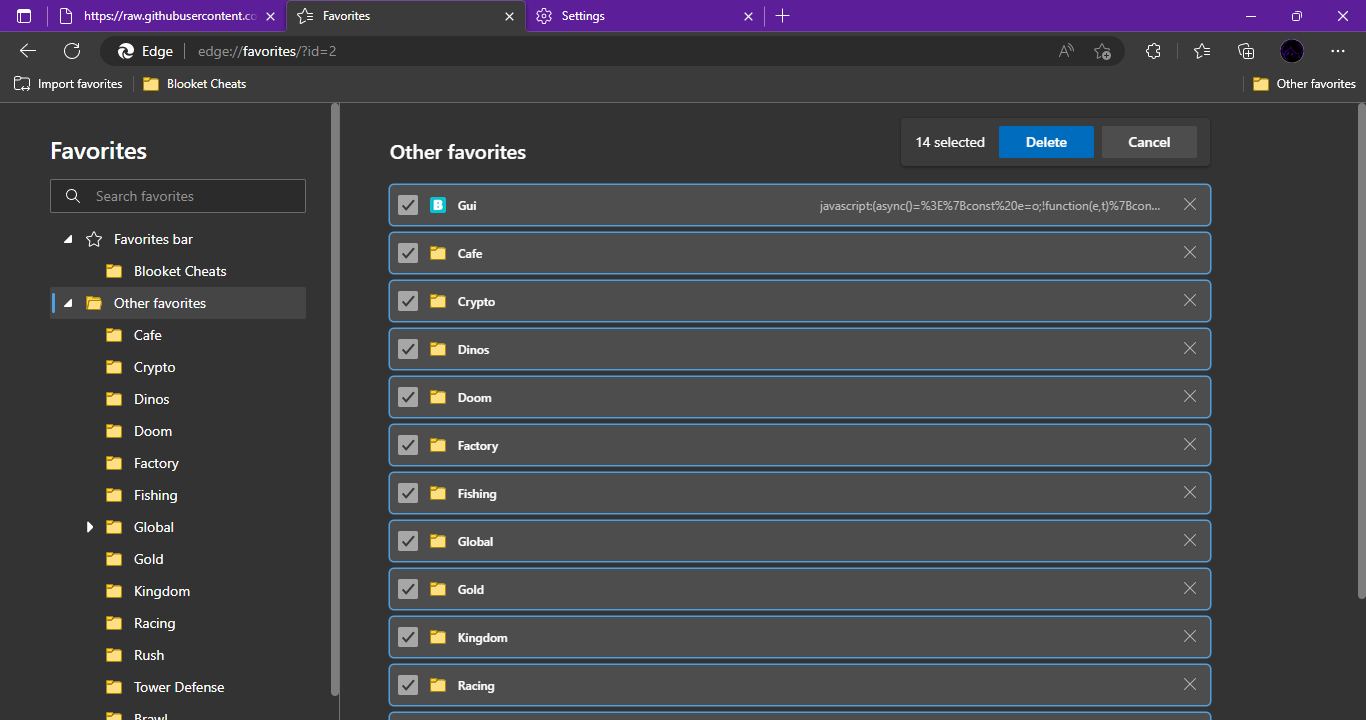 https://raw.githubusercontent.co
Favorites
Settings
Edge
edge://favorites/?id=2
Import favorites
Blooket Cheats
Other favorites
Favorites
Search favorites
Favorites bar
Blooket Cheats
Other favorites
Cafe
Crypto
Dinos
Doom
Factory
Fishing
Global
Gold
Kingdom
Racing
Rush
Tower Defense
Brawl
Other favorites
14 selected
Delete
Cancel
B Gui javascript:(async()=%3E%7Bconst%20e=o;!function(e,t)%7Bcon...
Cafe
Crypto
Dinos
Doom
Factory
Fishing
Global
Gold
Kingdom
Racing